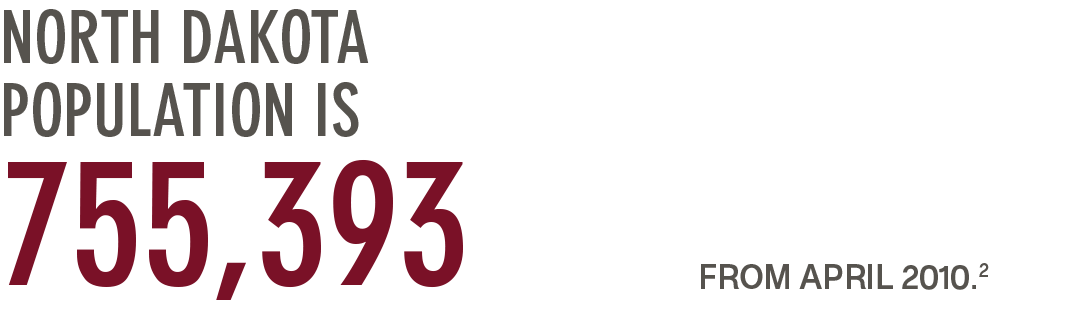 NORTH DAKOTA
POPULATION IS
755,393
FROM APRIL 2010.²